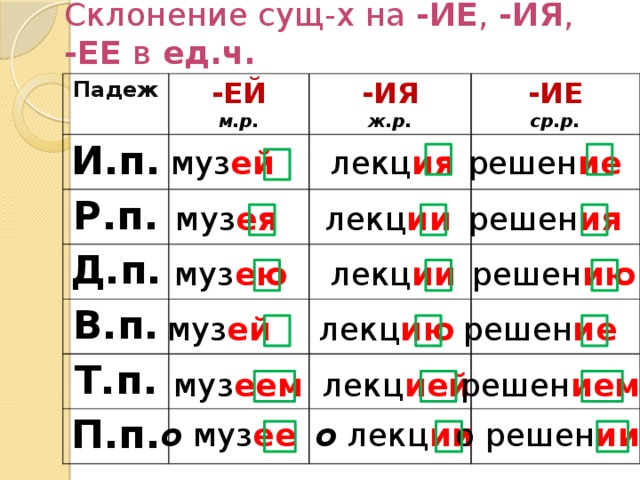 Склонение сущ-х на -ИЕ, -ИЯ,
-ЕЕ в ед.ч.
Падеж -ЕЙ -ИЯ -ИЕ
м.р. ж.р. ср.р.
И.п. музей лекция решение
Р.п. музея лекции решения
Д.п. музею лекции решению
В.п. музей лекцию решение
Т.п. музеем лекцией решением
П.п. о музее о лекции о решении